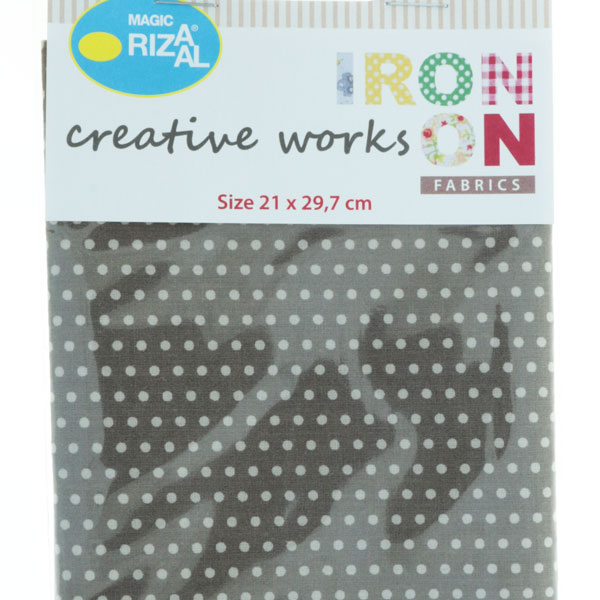 MAGIC
RIZAAL®
IRON
creative works ON
FABRICS
Size 21 x 29,7 cm